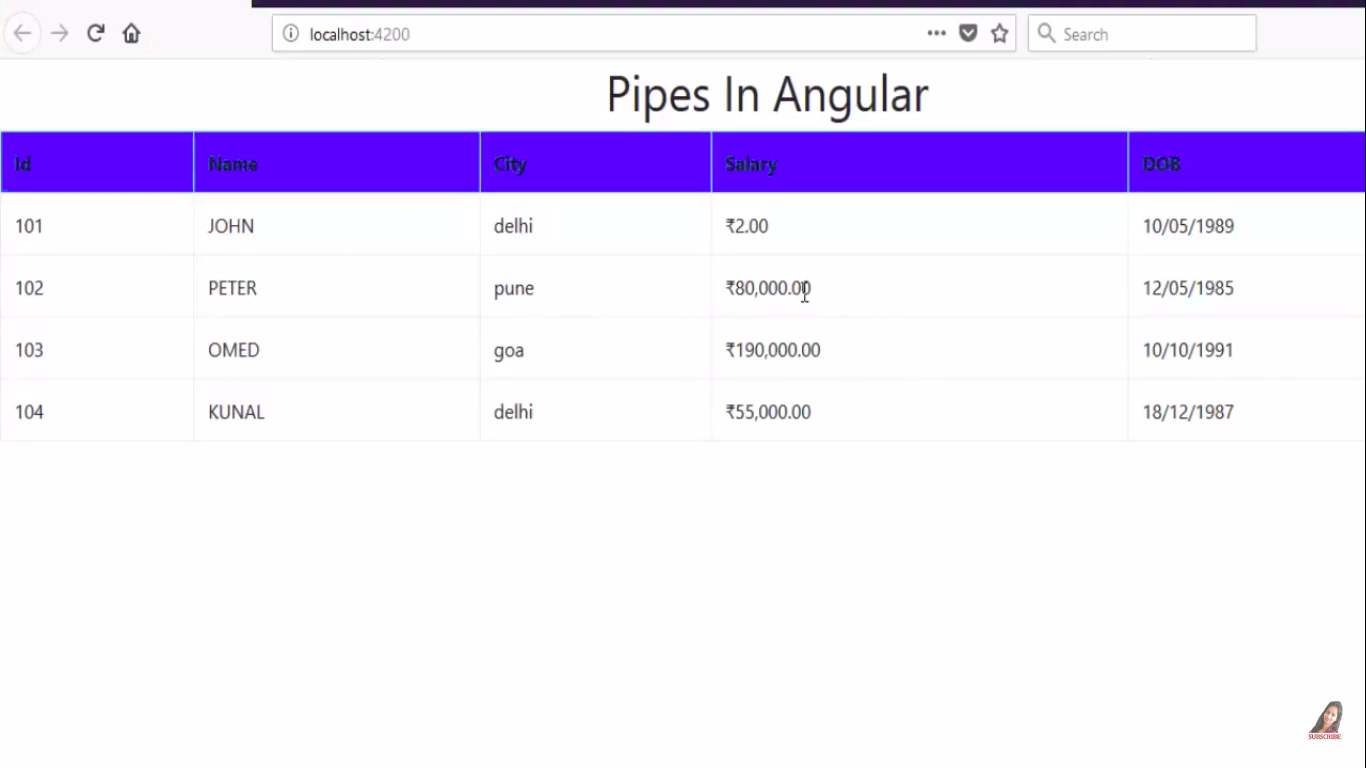 localhost:4200
Search
Pipes In Angular
Id Name City Salary DOB
101 JOHN delhi ₹2.00 10/05/1989
102 PETER pune ₹80,000.00 12/05/1985
103 OMED goa ₹190,000.00 10/10/1991
104 KUNAL delhi ₹55,000.00 18/12/1987
SUBSCRIBE